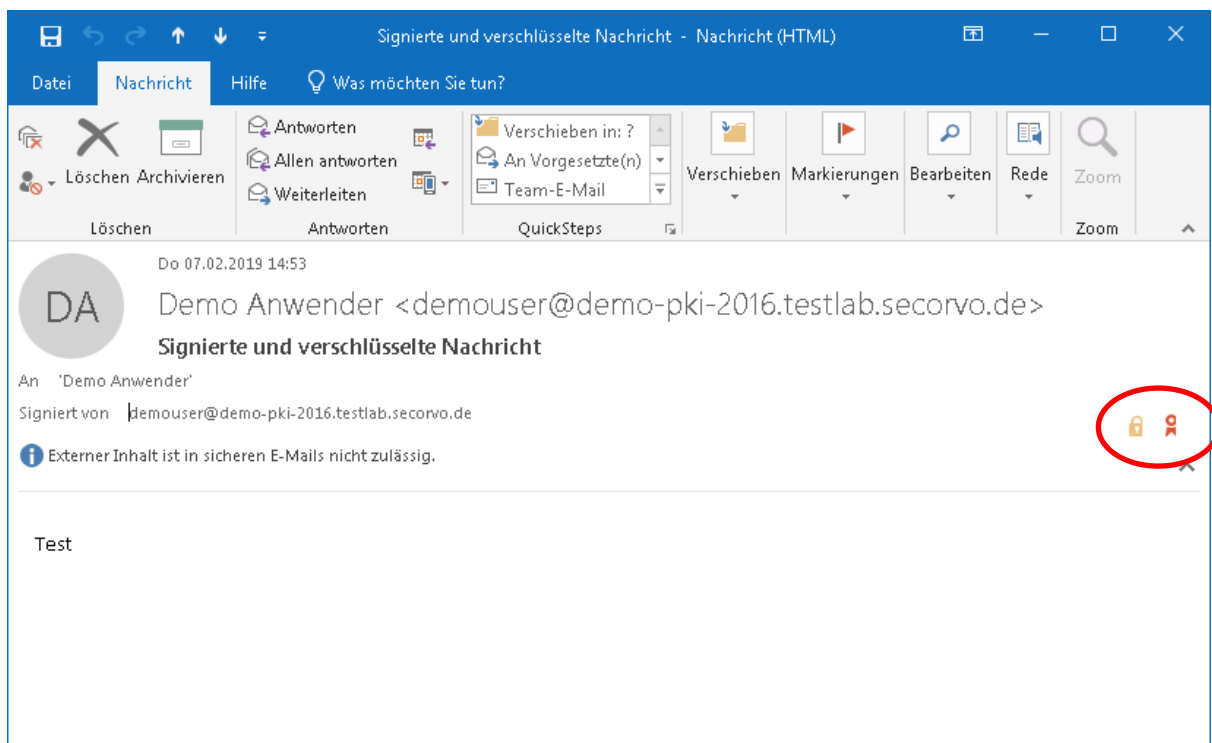 Signierte und verschlüsselte Nachricht - Nachricht (HTML)
Datei Nachricht Hilfe Was möchten Sie tun?
Löschen Archivieren
Löschen
Antworten
Allen antworten
Weiterleiten
Antworten
Verschieben in: ?
An Vorgesetzte(n)
Team-E-Mail
QuickSteps
Verschieben
Markierungen
Bearbeiten
Rede
Zoom
Zoom
Do 07.02.2019 14:53
DA
Demo Anwender <demouser@demo-pki-2016.testlab.secorvo.de>
Signierte und verschlüsselte Nachricht
An 'Demo Anwender'
Signiert von demouser@demo-pki-2016.testlab.secorvo.de
Externer Inhalt ist in sicheren E-Mails nicht zulässig.
Test